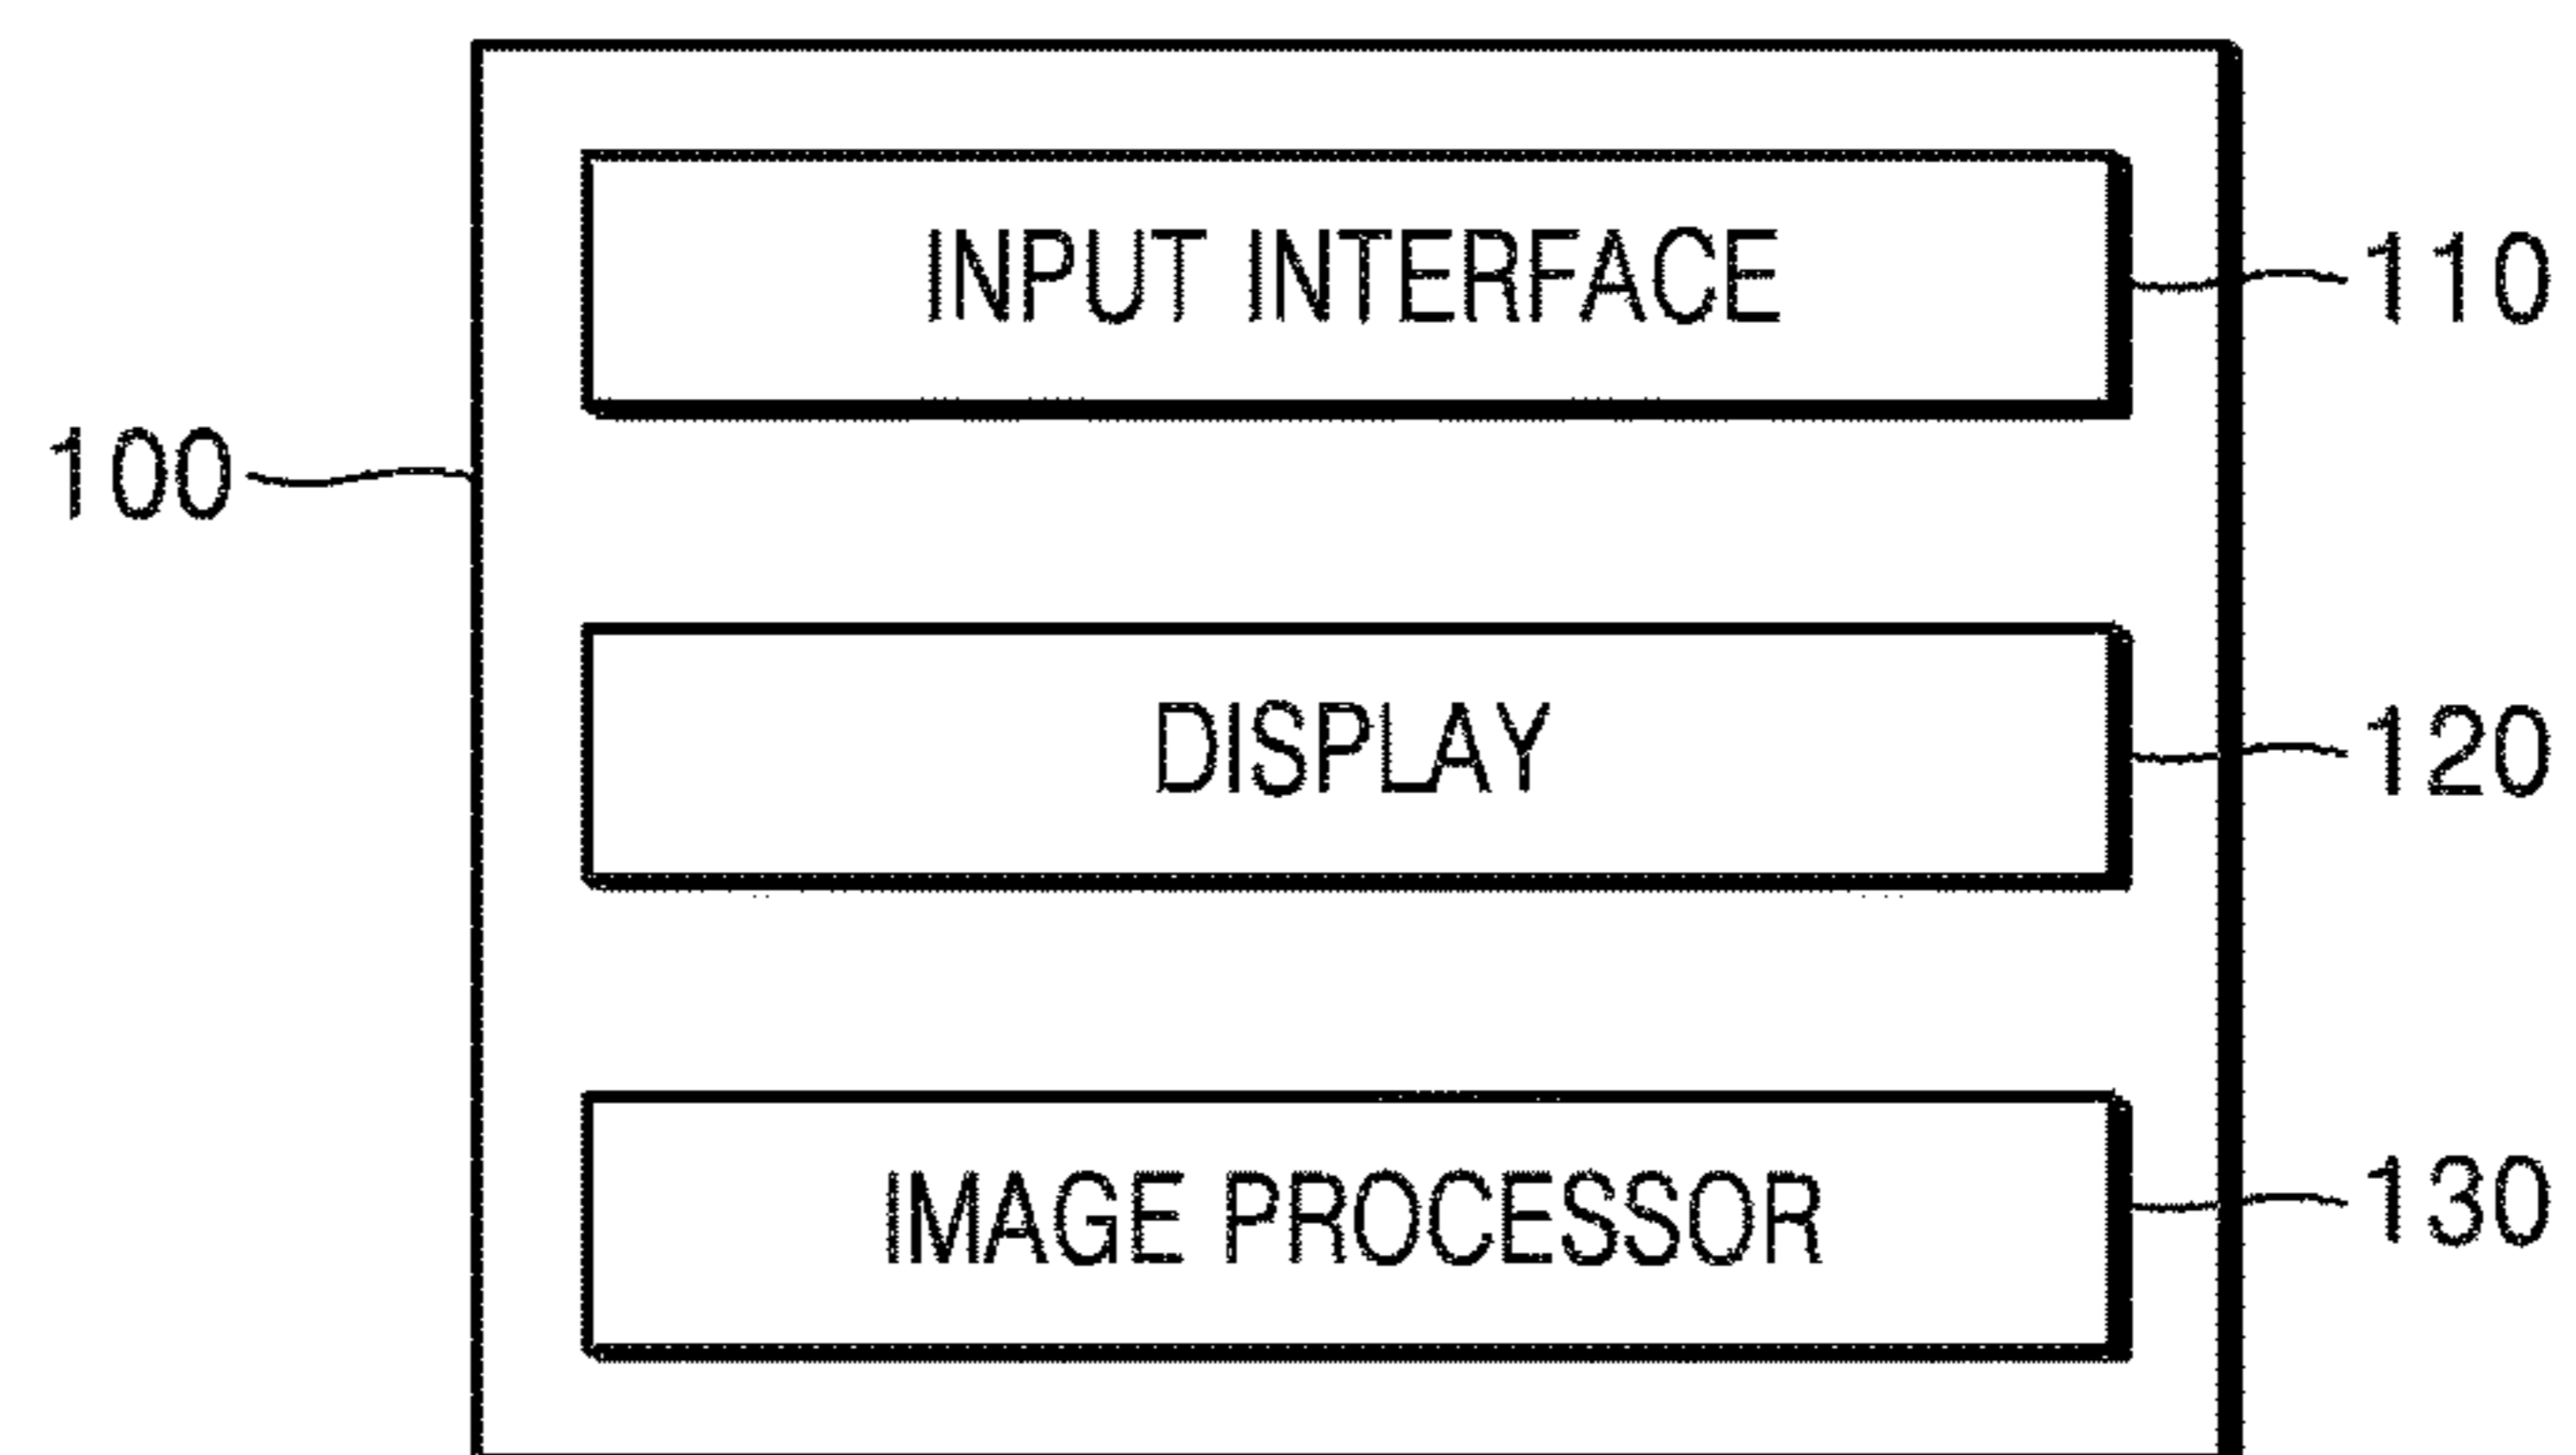 INPUT INTERFACE
110
100
DISPLAY
120
IMAGE PROCESSOR
130